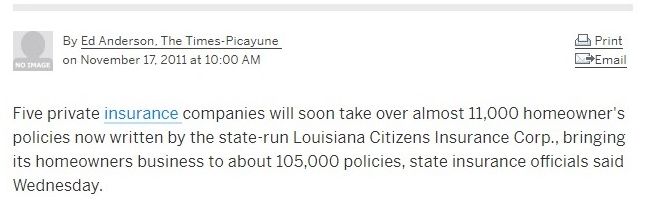 By Ed Anderson, The Times-Picayune
on November 17, 2011 at 10:00 AM
NO IMAGE
Print
Email
Five private insurance companies will soon take over almost 11,000 homeowner's
policies now written by the state-run Louisiana Citizens Insurance Corp., bringing
its homeowners business to about 105,000 policies, state insurance officials said
Wednesday.